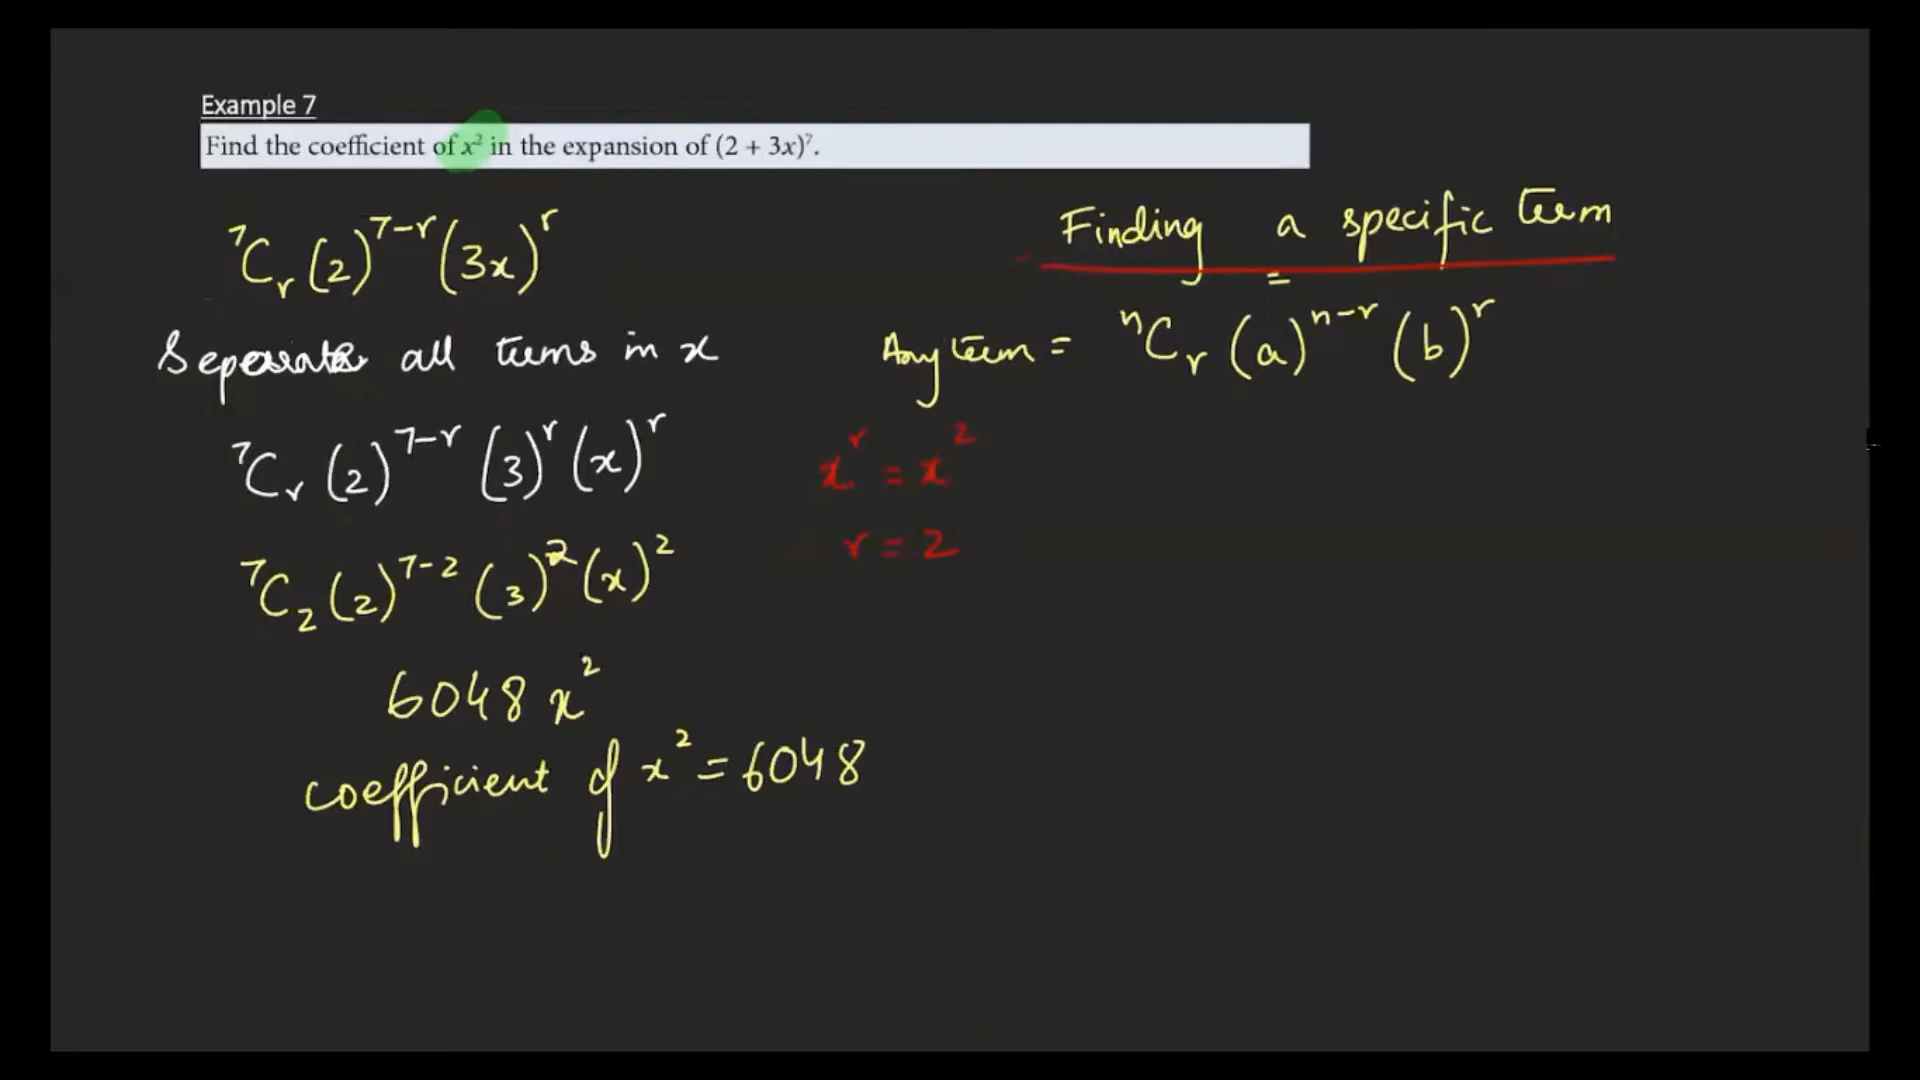 Example 7
Find the coefficient of x² in the expansion of (2 + 3x)⁷.
⁷Cᵣ (2)⁷⁻ʳ (3x)ʳ
Seperate all terms in x
⁷Cᵣ (2)⁷⁻ʳ (3)ʳ (x)ʳ
⁷C₂ (2)⁷⁻² (3)² (x)²
6048 x²
coefficient of x² = 6048
Finding a specific term
Any term = ⁿCᵣ (a)ⁿ⁻ʳ (b)ʳ
xʳ = x²
r = 2